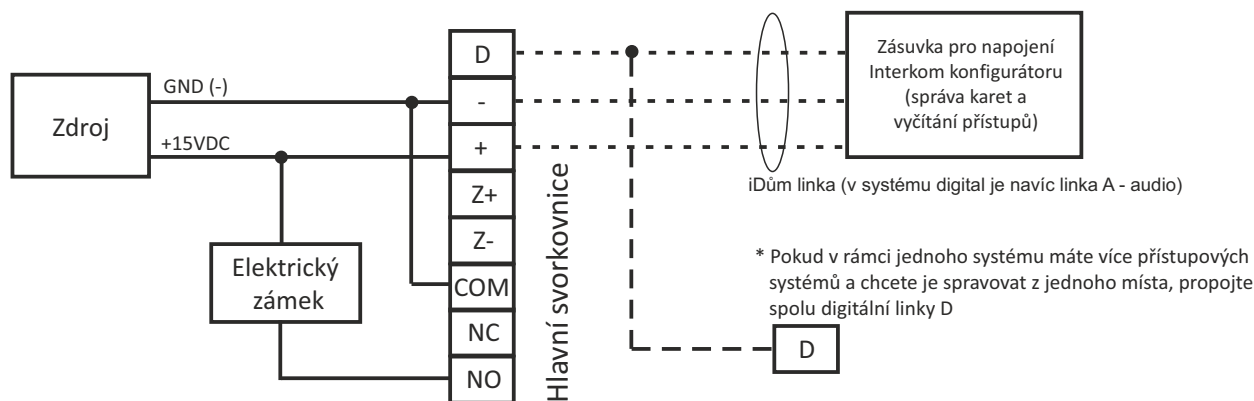 Zdroj
GND (-)
+15VDC
Elektrický
zámek
D
-
+
Z+
Z-
COM
NC
NO
Hlavní svorkovnice
Zásuvka pro napojení
Interkom konfigurátoru
(správa karet a
vyčítání přístupů)
iDům linka (v systému digital je navíc linka A - audio)
* Pokud v rámci jednoho systému máte více přístupových
systémů a chcete je spravovat z jednoho místa, propojte
spolu digitální linky D
D